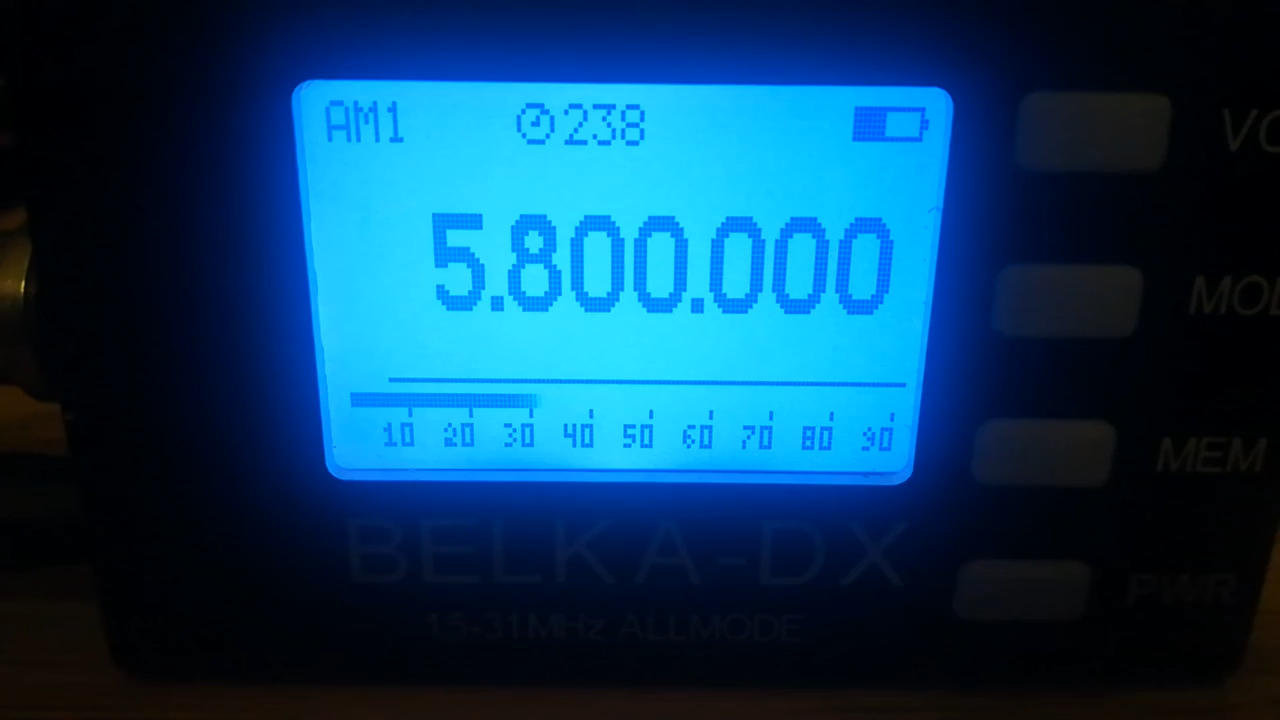 AM1 238
VO
5.800.000
MOD
10 20 30 40 50 60 70 80 90
MEM
BELKA-DX
PWR
1.5-31MHz ALLMODE